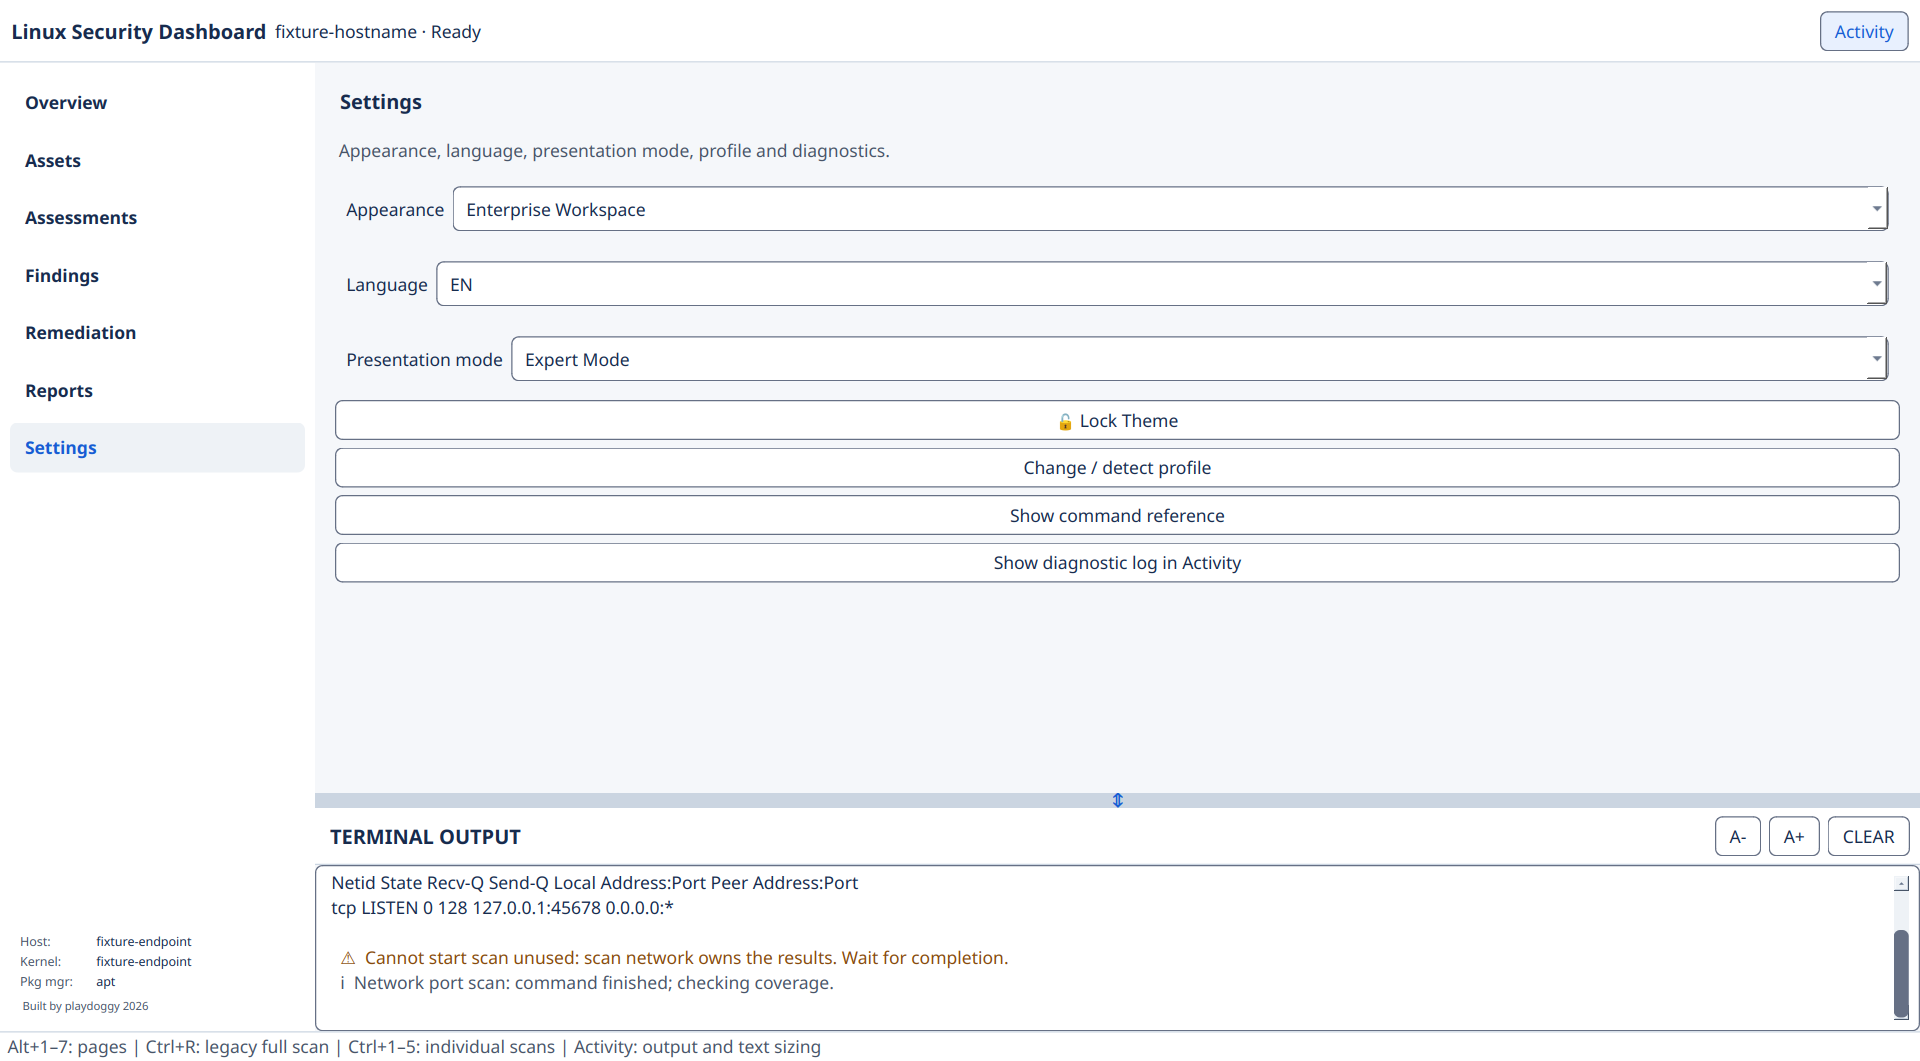 Linux Security Dashboard fixture-hostname · Ready
Activity
Overview
Assets
Assessments
Findings
Remediation
Reports
Settings
Host: fixture-endpoint
Kernel: fixture-endpoint
Pkg mgr: apt
Built by playdoggy 2026
Settings
Appearance, language, presentation mode, profile and diagnostics.
Appearance Enterprise Workspace
Language EN
Presentation mode Expert Mode
🔓 Lock Theme
Change / detect profile
Show command reference
Show diagnostic log in Activity
TERMINAL OUTPUT
A- A+ CLEAR
Netid State Recv-Q Send-Q Local Address:Port Peer Address:Port
tcp LISTEN 0 128 127.0.0.1:45678 0.0.0.0:*
⚠ Cannot start scan unused: scan network owns the results. Wait for completion.
i Network port scan: command finished; checking coverage.
Alt+1–7: pages | Ctrl+R: legacy full scan | Ctrl+1–5: individual scans | Activity: output and text sizing